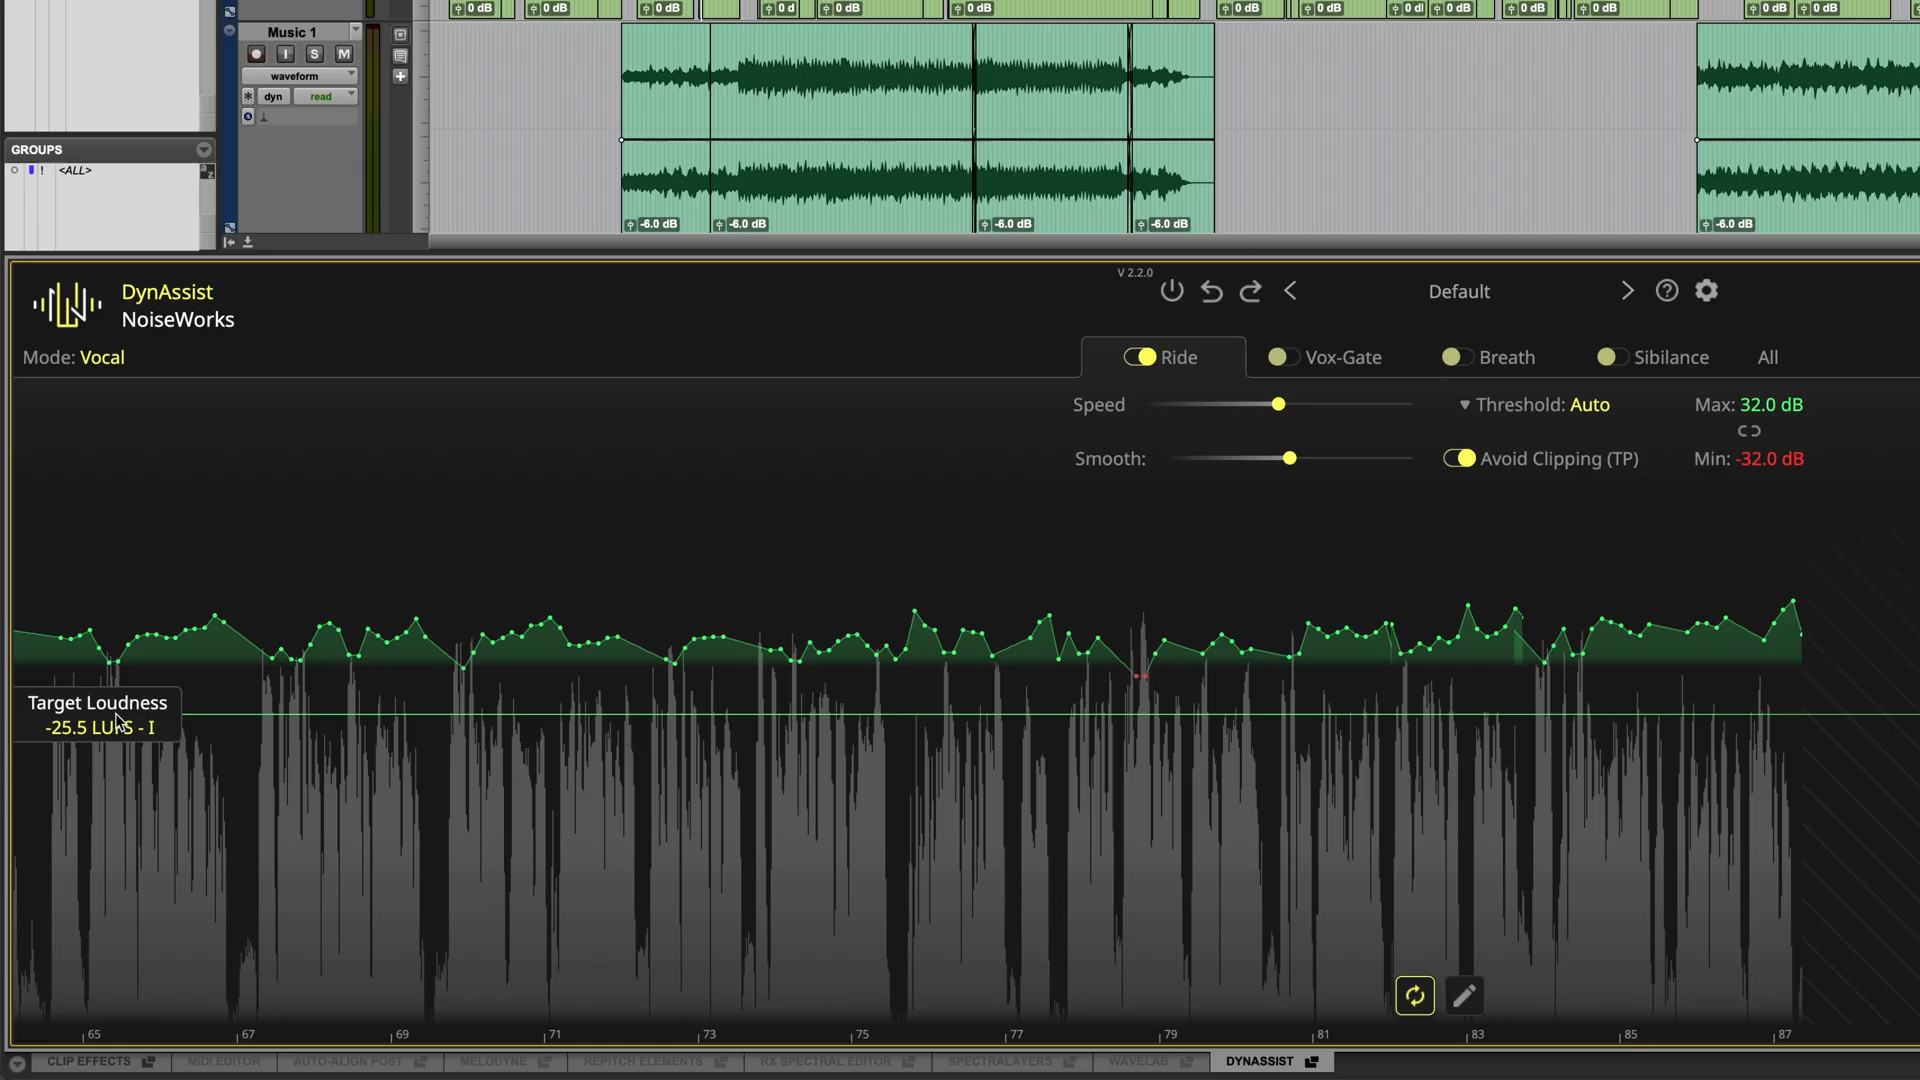 0 dB 0 dB 0 dB 0 d 0 dB 0 dB 0 dB 0 dB 0 dB 0 dB 0 dB 0 dB 0 dB
Music 1
I S M
waveform
dyn read
GROUPS
! <ALL>
a z
-6.0 dB -6.0 dB -6.0 dB -6.0 dB -6.0 dB
V 2.2.0
DynAssist
NoiseWorks
Default
Mode: Vocal
Ride Vox-Gate Breath Sibilance All
Speed Threshold: Auto Max: 32.0 dB
Smooth: Avoid Clipping (TP) Min: -32.0 dB
Target Loudness
-25.5 LUFS - I
65 67 69 71 73 75 77 79 81 83 85 87
CLIP EFFECTS MIDI EDITOR AUTO-ALIGN POST MELODYNE REPITCH ELEMENTS RX SPECTRAL EDITOR SPECTRALAYERS WAVELAB DYNASSIST